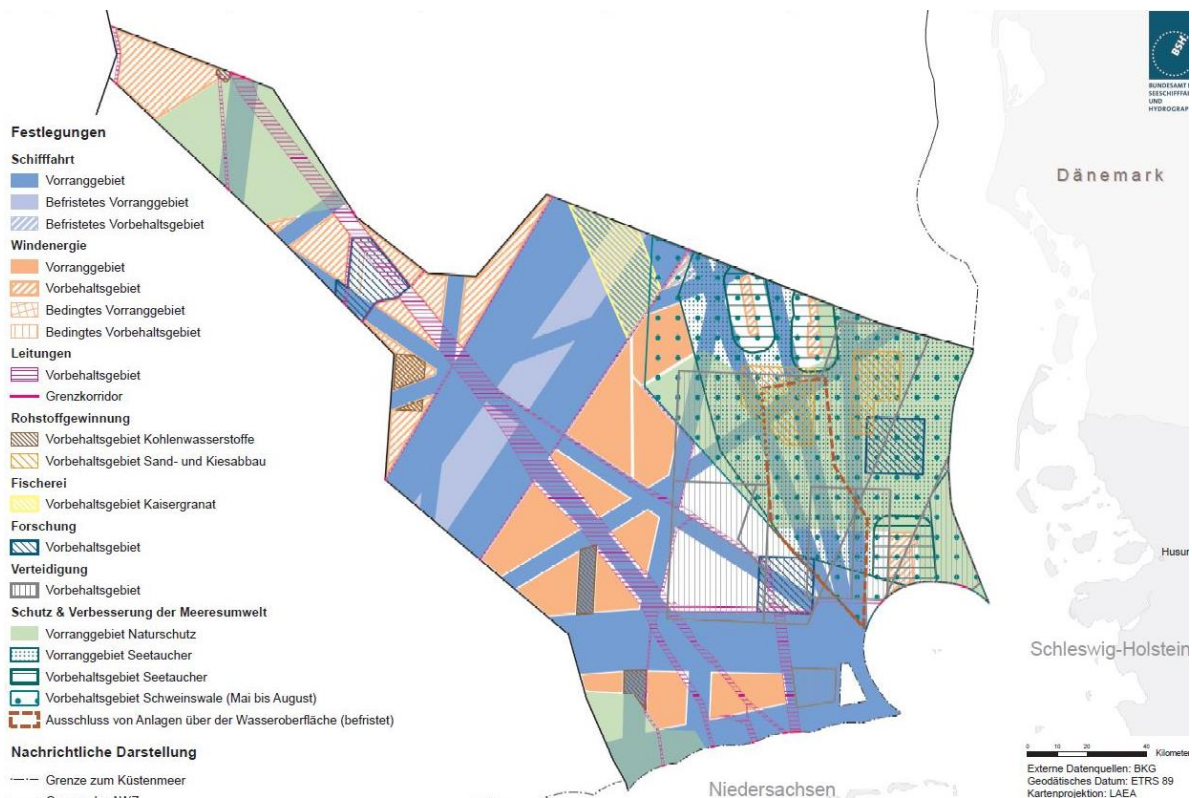 BSH
BUNDESAMT
SEESCHIFFFA
UND
HYDROGRAP
Dänemark
Husum
Schleswig-Holstein
Niedersachsen
Festlegungen
Schifffahrt
Vorranggebiet
Befristetes Vorranggebiet
Befristetes Vorbehaltsgebiet
Windenergie
Vorranggebiet
Vorbehaltsgebiet
Bedingtes Vorranggebiet
Bedingtes Vorbehaltsgebiet
Leitungen
Vorbehaltsgebiet
Grenzkorridor
Rohstoffgewinnung
Vorbehaltsgebiet Kohlenwasserstoffe
Vorbehaltsgebiet Sand- und Kiesabbau
Fischerei
Vorbehaltsgebiet Kaisergranat
Forschung
Vorbehaltsgebiet
Verteidigung
Vorbehaltsgebiet
Schutz & Verbesserung der Meeresumwelt
Vorranggebiet Naturschutz
Vorranggebiet Seetaucher
Vorbehaltsgebiet Seetaucher
Vorbehaltsgebiet Schweinswale (Mai bis August)
Ausschluss von Anlagen über der Wasseroberfläche (befristet)
Nachrichtliche Darstellung
Grenze zum Küstenmeer
0 10 20 40 Kilometer
Externe Datenquellen: BKG
Geodätisches Datum: ETRS 89
Kartenprojektion: LAEA